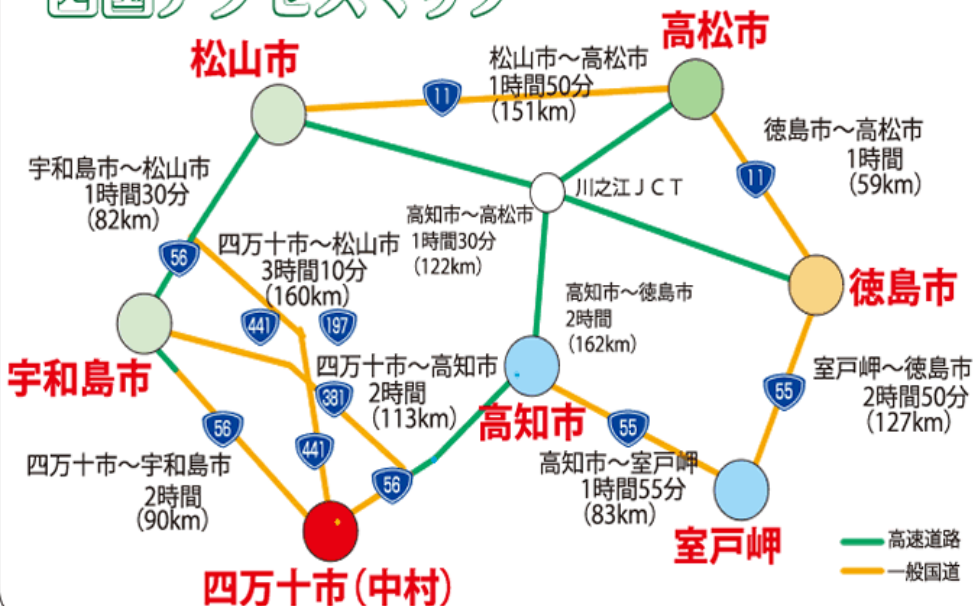 四国アクセスマップ
高松市
松山市
松山市～高松市
1時間50分
(151km)
11
徳島市～高松市
1時間
(59km)
11
宇和島市～松山市
1時間30分
(82km)
川之江JCT
高知市～高松市
1時間30分
(122km)
56
四万十市～松山市
3時間10分
(160km)
441
197
徳島市
高知市～徳島市
2時間
(162km)
宇和島市
四万十市～高知市
2時間
(113km)
381
高知市
室戸岬～徳島市
2時間50分
(127km)
55
56
55
441
四万十市～宇和島市
2時間
(90km)
56
高知市～室戸岬
1時間55分
(83km)
室戸岬
高速道路
一般国道
四万十市(中村)